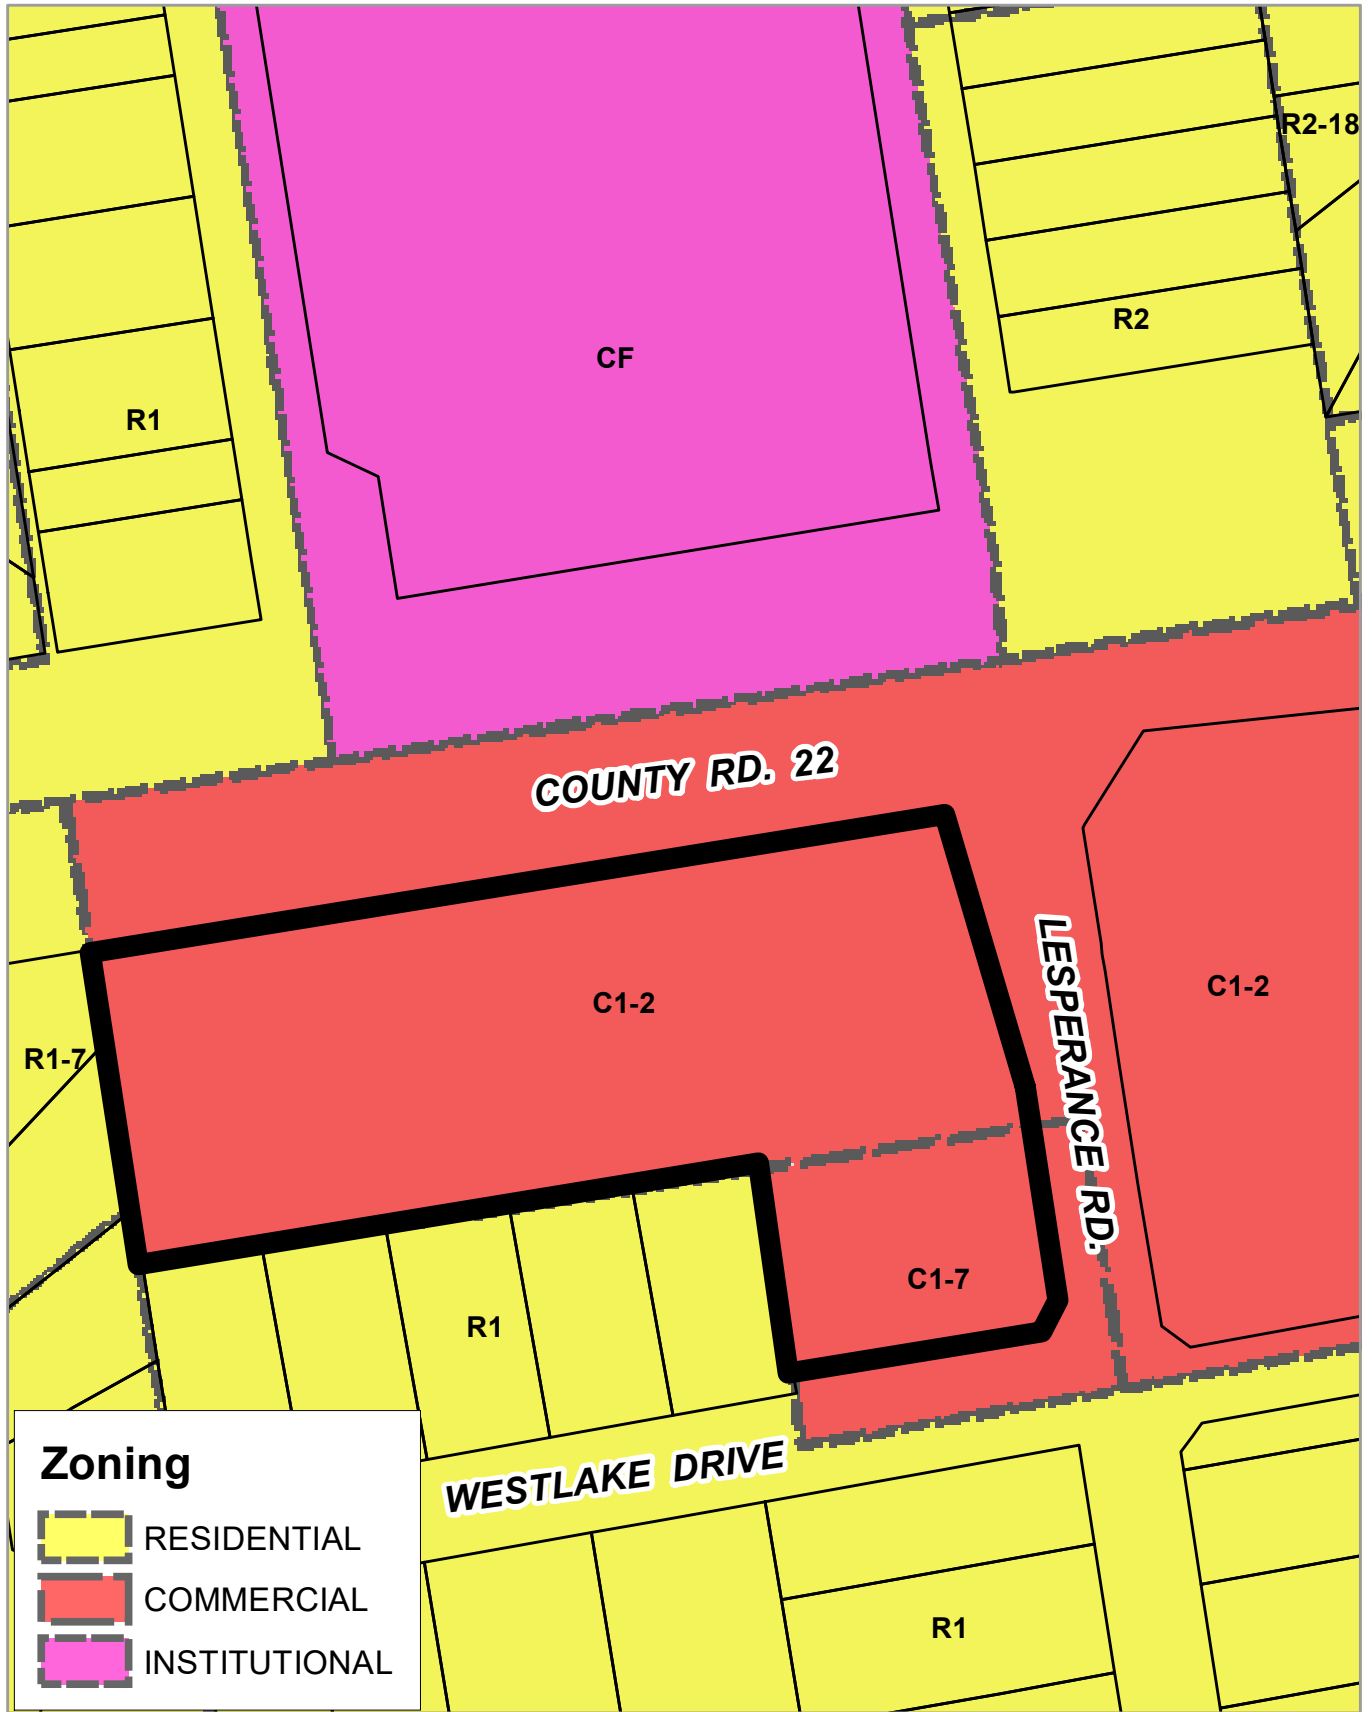 R2-18
R2
CF
R1
COUNTY RD. 22
LESPERANCE RD.
C1-2
C1-2
R1-7
C1-7
R1
WESTLAKE DRIVE
R1
Zoning
RESIDENTIAL
COMMERCIAL
INSTITUTIONAL